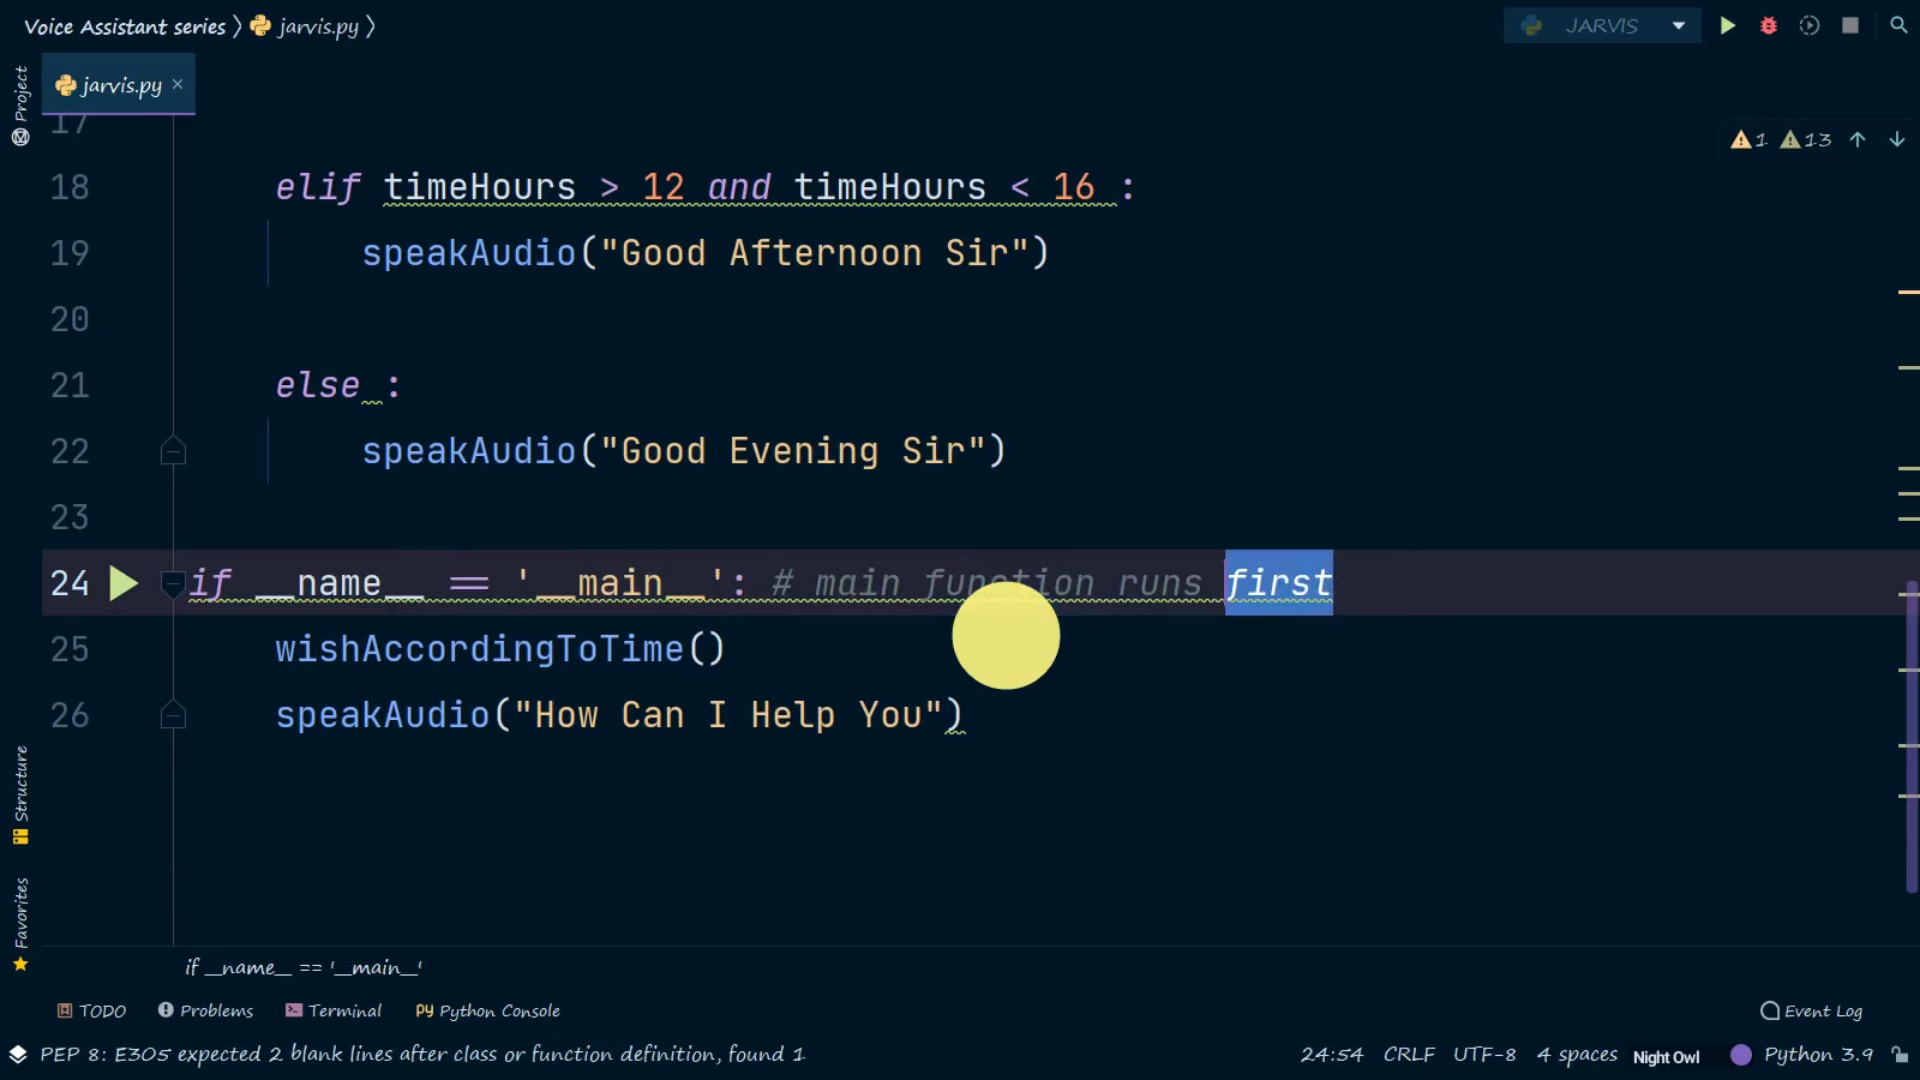 Voice Assistant series jarvis.py
JARVIS
Project
jarvis.py
17
1 13
18 elif timeHours > 12 and timeHours < 16 :
19 speakAudio("Good Afternoon Sir")
20
21 else :
22 speakAudio("Good Evening Sir")
23
24 if __name__ == '__main__': # main function runs first
25 wishAccordingToTime()
26 speakAudio("How Can I Help You")
Structure
Favorites
if __name__ == '__main__'
TODO Problems Terminal Python Console Event Log
PEP 8: E305 expected 2 blank lines after class or function definition, found 1 24:54 CRLF UTF-8 4 spaces Night Owl Python 3.9